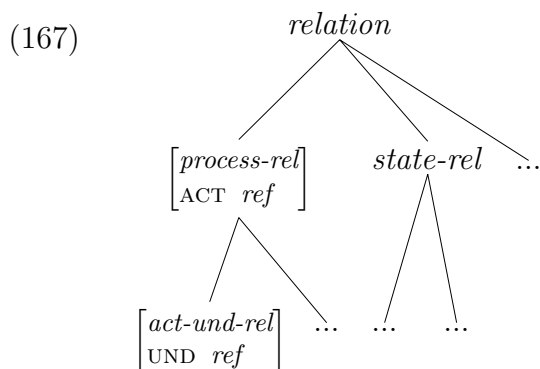 (167) relation
process-rel state-rel ...
ACT ref
act-und-rel ... ... ...
UND ref